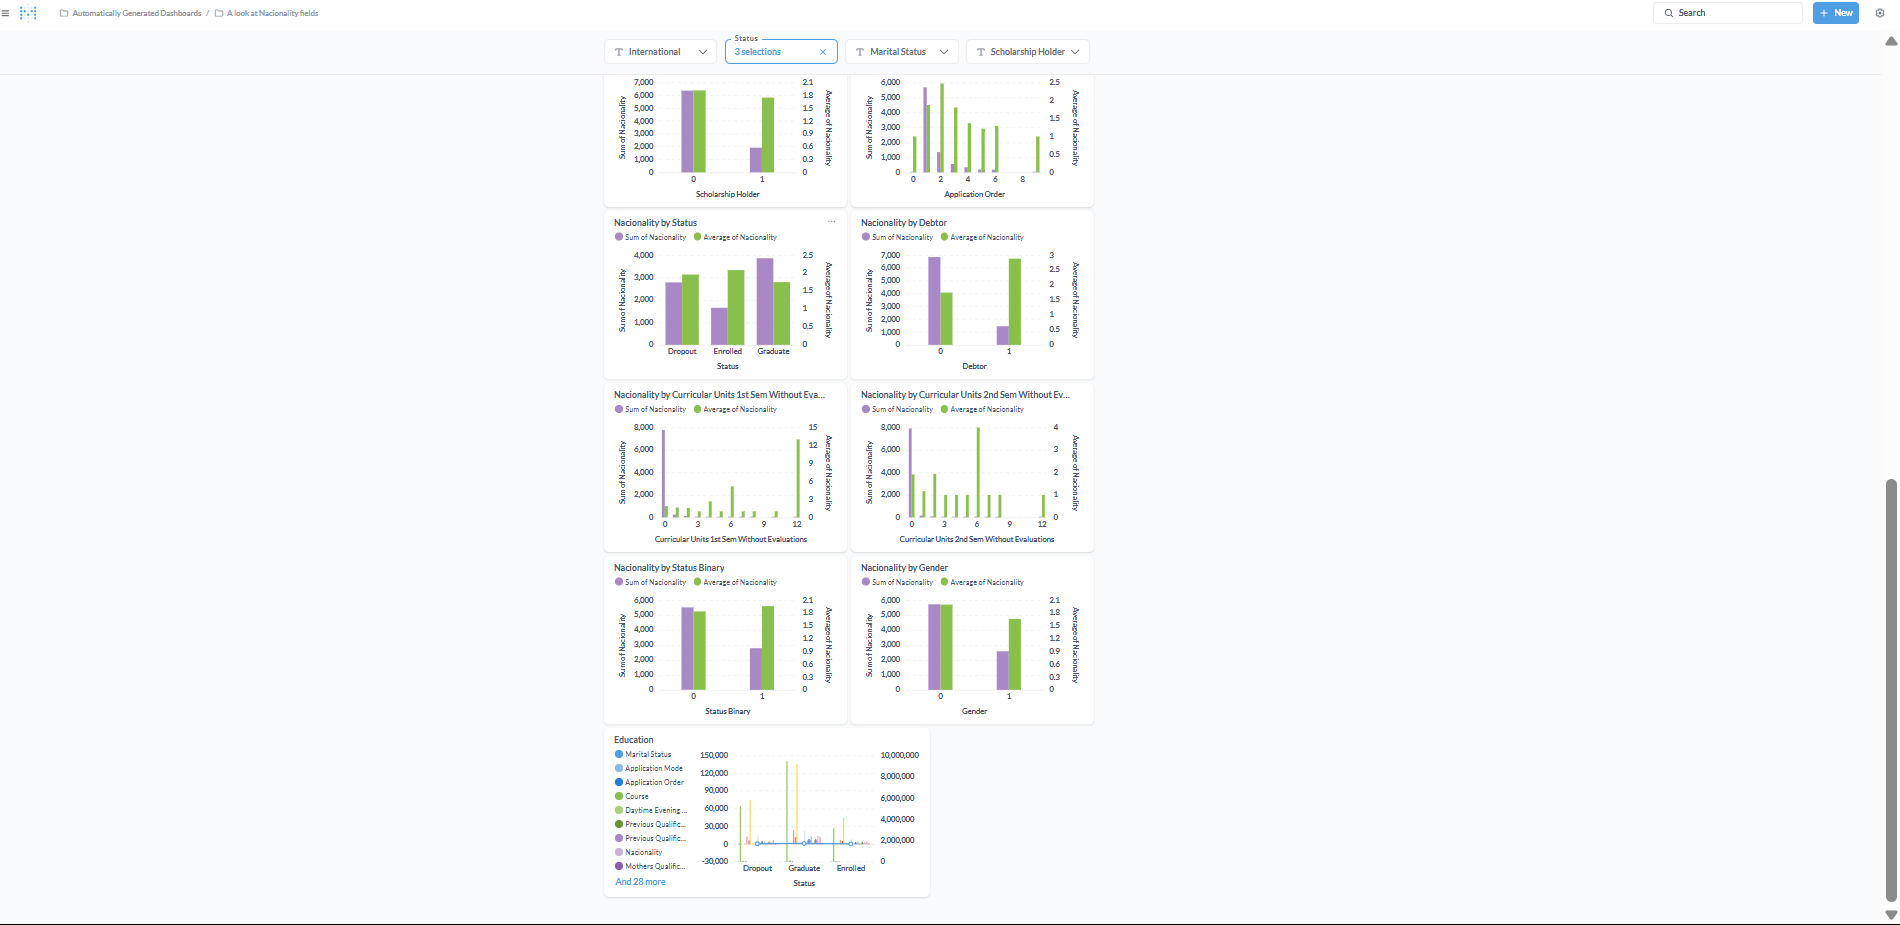 Automatically Generated Dashboards / A look at Nacionality fields
Search
+ New
International
Status
3 selections
Marital Status
Scholarship Holder
7,000
6,000
5,000
4,000
3,000
2,000
1,000
0
2.1
1.8
1.5
1.2
0.9
0.6
0.3
0
Sum of Nacionality
Average of Nacionality
0 1
Scholarship Holder
6,000
5,000
4,000
3,000
2,000
1,000
0
2.5
2
1.5
1
0.5
0
Sum of Nacionality
Average of Nacionality
0 2 4 6 8
Application Order
Nacionality by Status
Sum of Nacionality Average of Nacionality
4,000
3,000
2,000
1,000
0
2.5
2
1.5
1
0.5
0
Sum of Nacionality
Average of Nacionality
Dropout Enrolled Graduate
Status
Nacionality by Debtor
Sum of Nacionality Average of Nacionality
7,000
6,000
5,000
4,000
3,000
2,000
1,000
0
3
2.5
2
1.5
1
0.5
0
Sum of Nacionality
Average of Nacionality
0 1
Debtor
Nacionality by Curricular Units 1st Sem Without Eva...
Sum of Nacionality Average of Nacionality
8,000
6,000
4,000
2,000
0
15
12
9
6
3
0
Sum of Nacionality
Average of Nacionality
0 3 6 9 12
Curricular Units 1st Sem Without Evaluations
Nacionality by Curricular Units 2nd Sem Without Ev...
Sum of Nacionality Average of Nacionality
8,000
6,000
4,000
2,000
0
4
3
2
1
0
Sum of Nacionality
Average of Nacionality
0 3 6 9 12
Curricular Units 2nd Sem Without Evaluations
Nacionality by Status Binary
Sum of Nacionality Average of Nacionality
6,000
5,000
4,000
3,000
2,000
1,000
0
2.1
1.8
1.5
1.2
0.9
0.6
0.3
0
Sum of Nacionality
Average of Nacionality
0 1
Status Binary
Nacionality by Gender
Sum of Nacionality Average of Nacionality
6,000
5,000
4,000
3,000
2,000
1,000
0
2.1
1.8
1.5
1.2
0.9
0.6
0.3
0
Sum of Nacionality
Average of Nacionality
0 1
Gender
Education
Marital Status
Application Mode
Application Order
Course
Daytime Evening ...
Previous Qualific...
Previous Qualific...
Nacionality
Mothers Qualific...
And 28 more
150,000
120,000
90,000
60,000
30,000
0
-30,000
10,000,000
8,000,000
6,000,000
4,000,000
2,000,000
0
Dropout Graduate Enrolled
Status